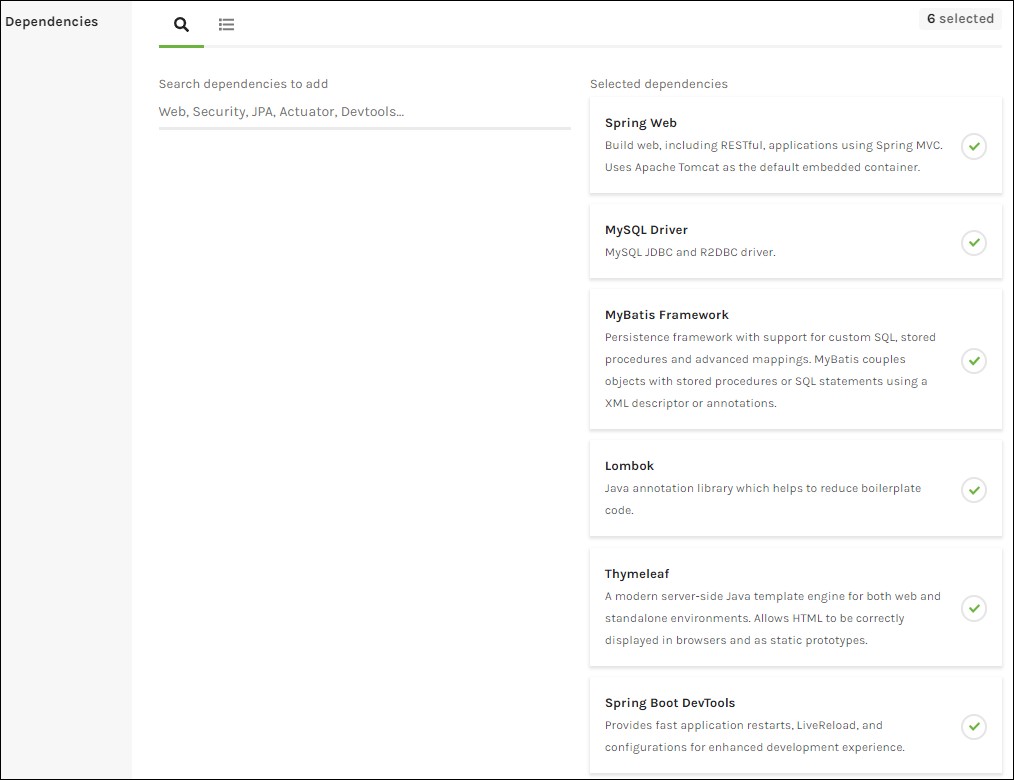 Dependencies
6 selected
Search dependencies to add
Web, Security, JPA, Actuator, Devtools...
Selected dependencies
Spring Web
Build web, including RESTful, applications using Spring MVC.
Uses Apache Tomcat as the default embedded container.
MySQL Driver
MySQL JDBC and R2DBC driver.
MyBatis Framework
Persistence framework with support for custom SQL, stored
procedures and advanced mappings. MyBatis couples
objects with stored procedures or SQL statements using a
XML descriptor or annotations.
Lombok
Java annotation library which helps to reduce boilerplate
code.
Thymeleaf
A modern server-side Java template engine for both web and
standalone environments. Allows HTML to be correctly
displayed in browsers and as static prototypes.
Spring Boot DevTools
Provides fast application restarts, LiveReload, and
configurations for enhanced development experience.